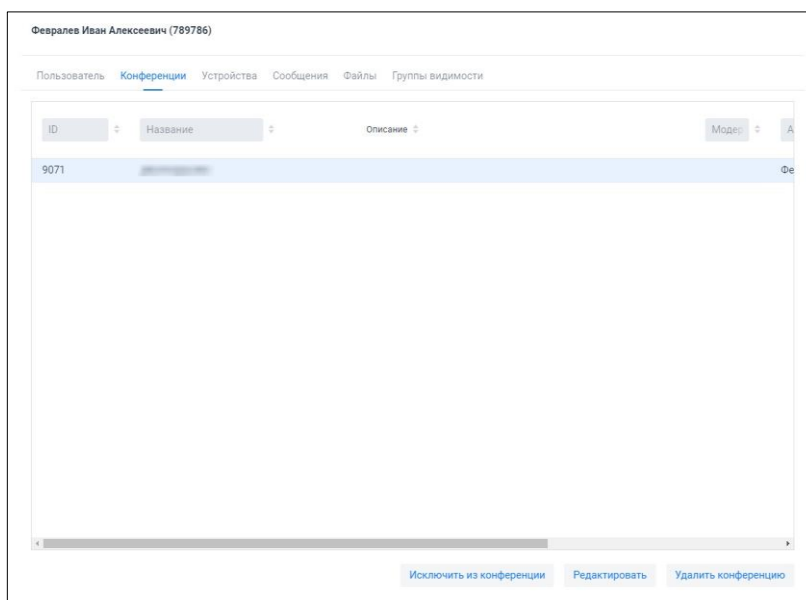 Февралев Иван Алексеевич (789786)
Пользователь Конференции Устройства Сообщения Файлы Группы видимости
ID Название Описание Модер А
9071 Фе
Исключить из конференции Редактировать Удалить конференцию